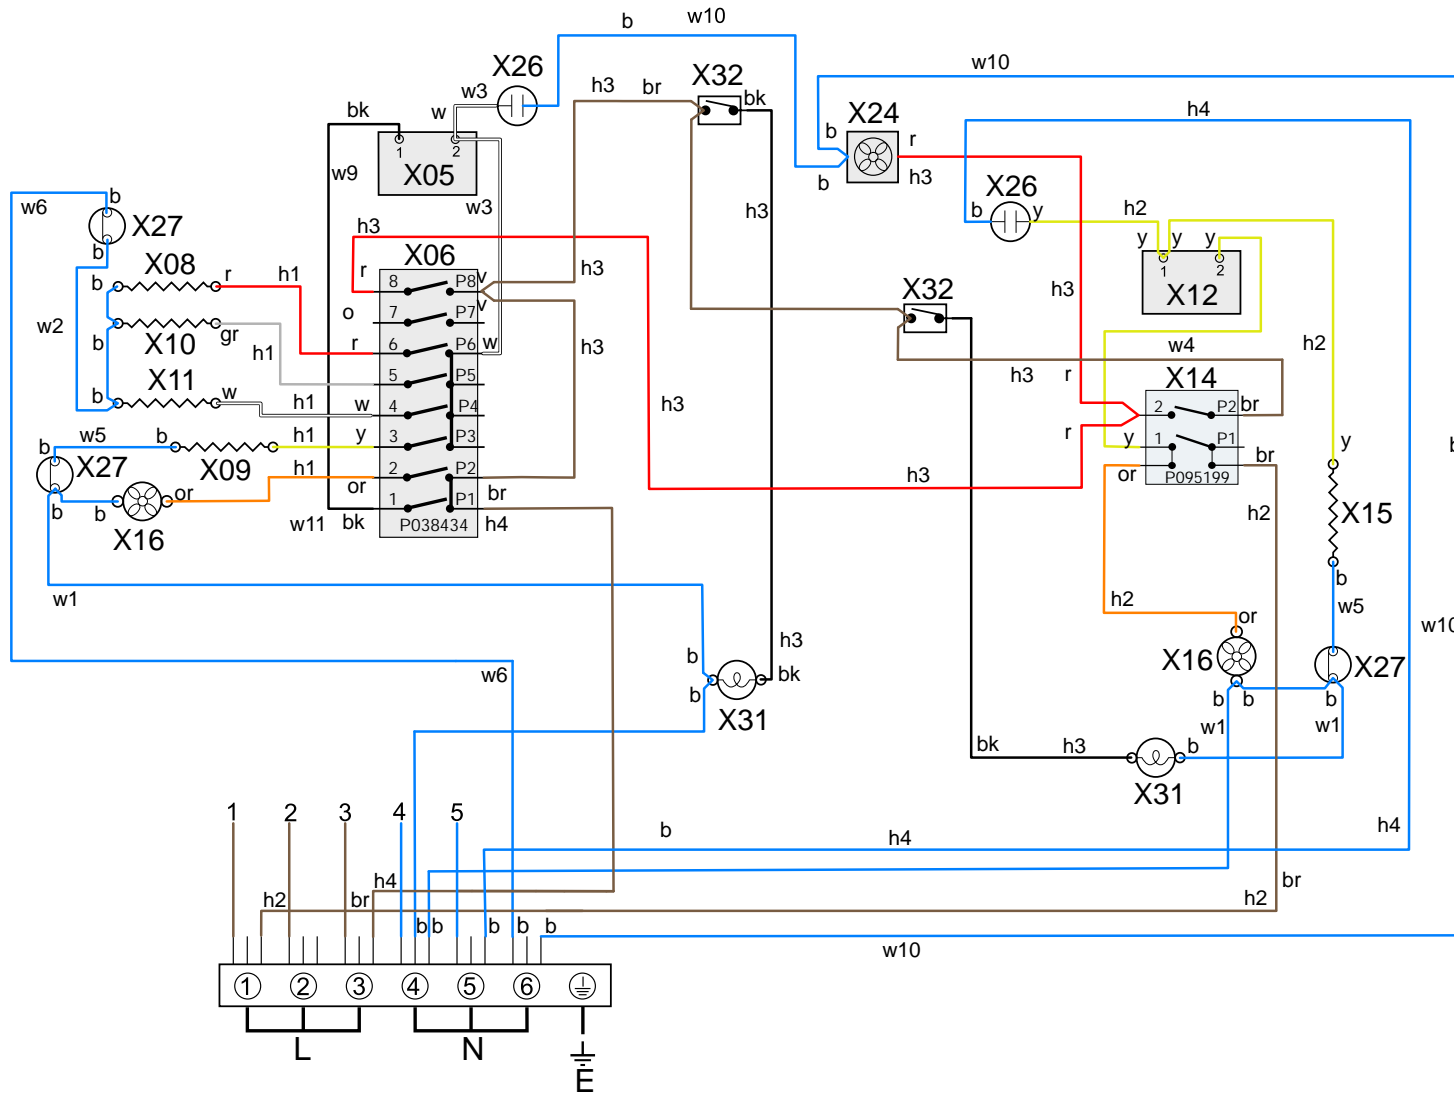 b
w10
X26
w3
w
h3
br
X32
bk
w10
bk
1
2
X05
w9
w3
X24
b
r
h3
b
h4
X26
b
y
h2
y
y
y
1
2
X12
w6
b
X27
b
X08
b
r
h1
h3
X06
r
8
P8
v
h3
o
7
P7
v
r
6
P6
w
w2
b
X10
gr
h1
5
P5
h3
X11
b
w
h1
w
4
P4
h3
w5
b
b
h1
y
3
P3
X27
X09
h1
2
P2
or
or
1
P1
br
b
b
X16
w11
bk
P038434
h4
h3
h3
X32
h3
w4
h3
r
X14
2
P2
br
r
y
1
P1
br
or
P095199
h3
h2
h2
y
X15
b
w5
h2
or
X16
X27
b
b
b
w1
w1
b
w10
w1
w6
b
b
h3
bk
X31
bk
h3
b
X31
1
2
3
4
5
b
h4
h4
h4
h2
br
h2
br
b
b
b
b
b
w10
1
2
3
4
5
6
L
N
E